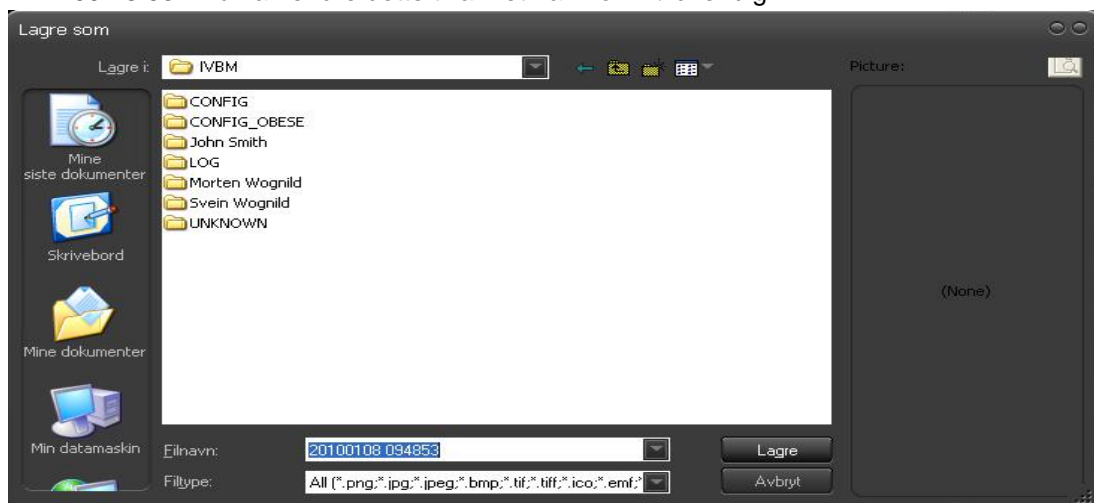 Lagre som
Lagre i:
IVBM
Picture:
CONFIG
CONFIG_OBESE
John Smith
LOG
Morten Wognild
Svein Wognild
UNKNOWN
Mine
siste dokumenter
Skrivebord
Mine dokumenter
Min datamaskin
(None)
Filnavn:
20100108 094853
Lagre
Filtype:
All (*.png;*.jpg;*.jpeg;*.bmp;*.tif;*.tiff;*.ico;*.emf;*
Avbryt